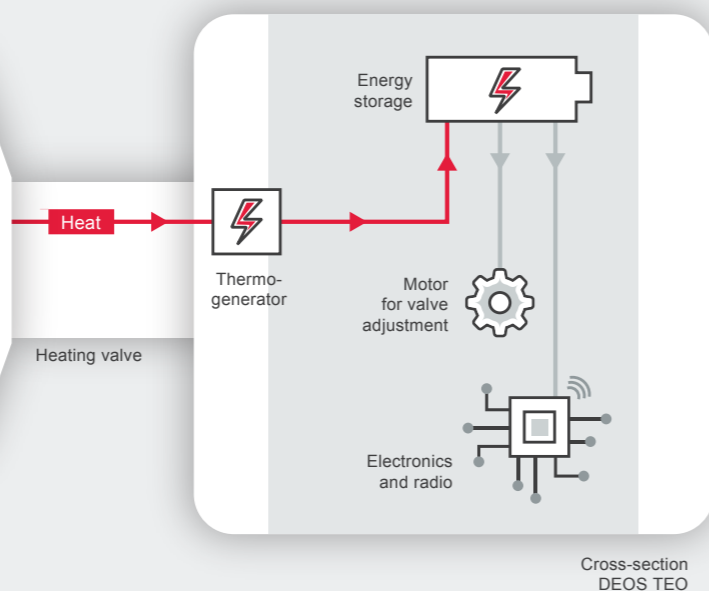 Energy
storage
Heat
Thermo-
generator
Motor
for valve
adjustment
Heating valve
Electronics
and radio
Cross-section
DEOS TEO